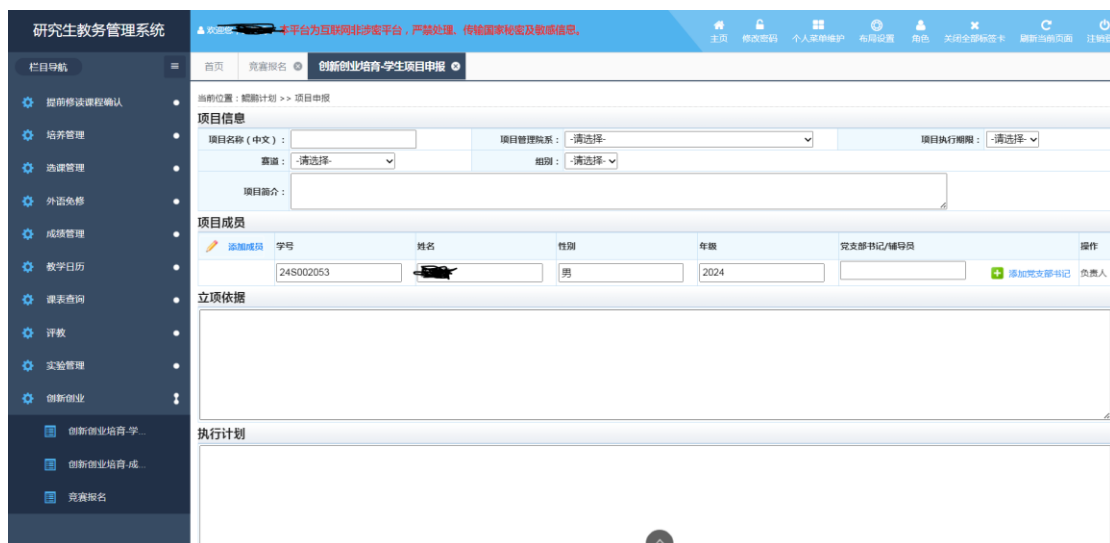 研究生教务管理系统
欢迎您 本平台为互联网非涉密平台，严禁处理、传输国家秘密及敏感信息。
主页 修改密码 个人菜单维护 布局设置 角色 关闭全部标签卡 刷新当前页面 注销
栏目导航
首页 竞赛报名 创新创业培育-学生项目申报
提前修读课程确认
培养管理
选课管理
外语免修
成绩管理
教学日历
课表查询
评教
实验管理
创新创业
创新创业培育-学...
创新创业培育-成...
竞赛报名
当前位置：鲲鹏计划 >> 项目申报
项目信息
项目名称（中文）： 项目管理院系： -请选择- 项目执行期限： -请选择-
赛道： -请选择- 组别： -请选择-
项目简介：
项目成员
添加成员 学号 姓名 性别 年级 党支部书记/辅导员 操作
24S002053 男 2024 添加党支部书记 负责人
立项依据
执行计划